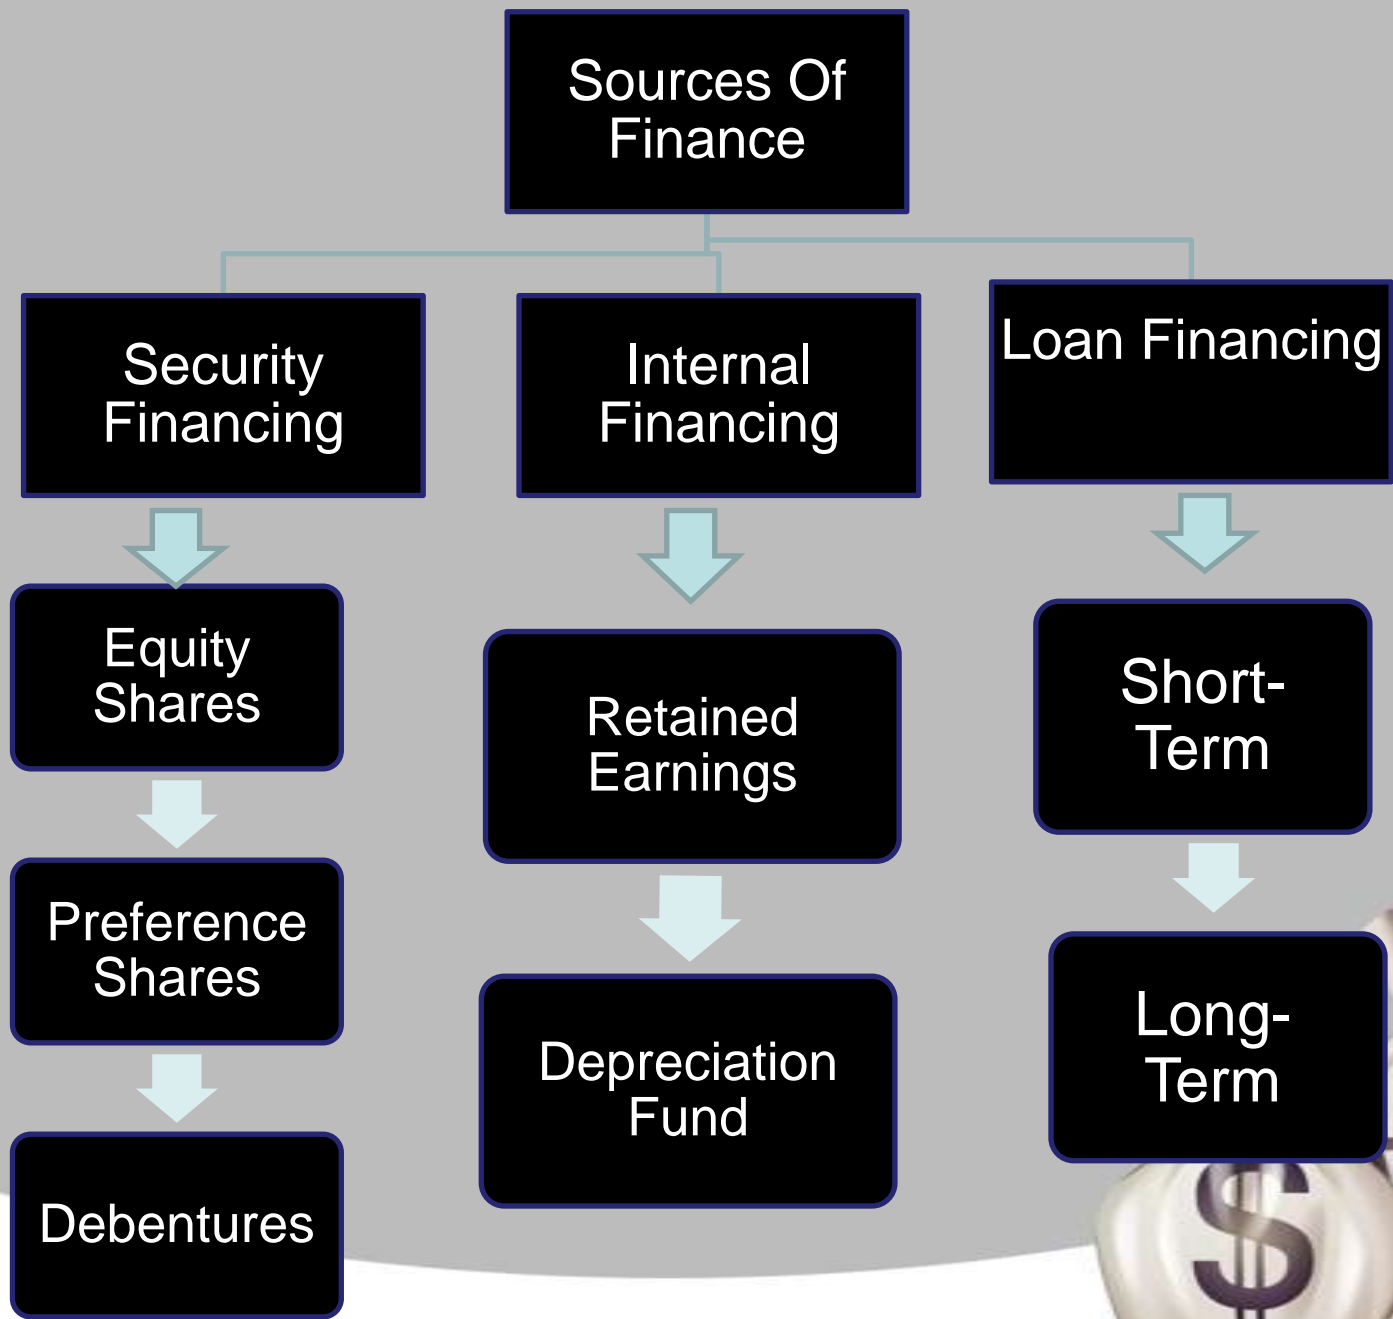 Sources Of
Finance
Security
Financing
Internal
Financing
Loan Financing
Equity
Shares
Retained
Earnings
Short-
Term
Preference
Shares
Depreciation
Fund
Long-
Term
Debentures
$